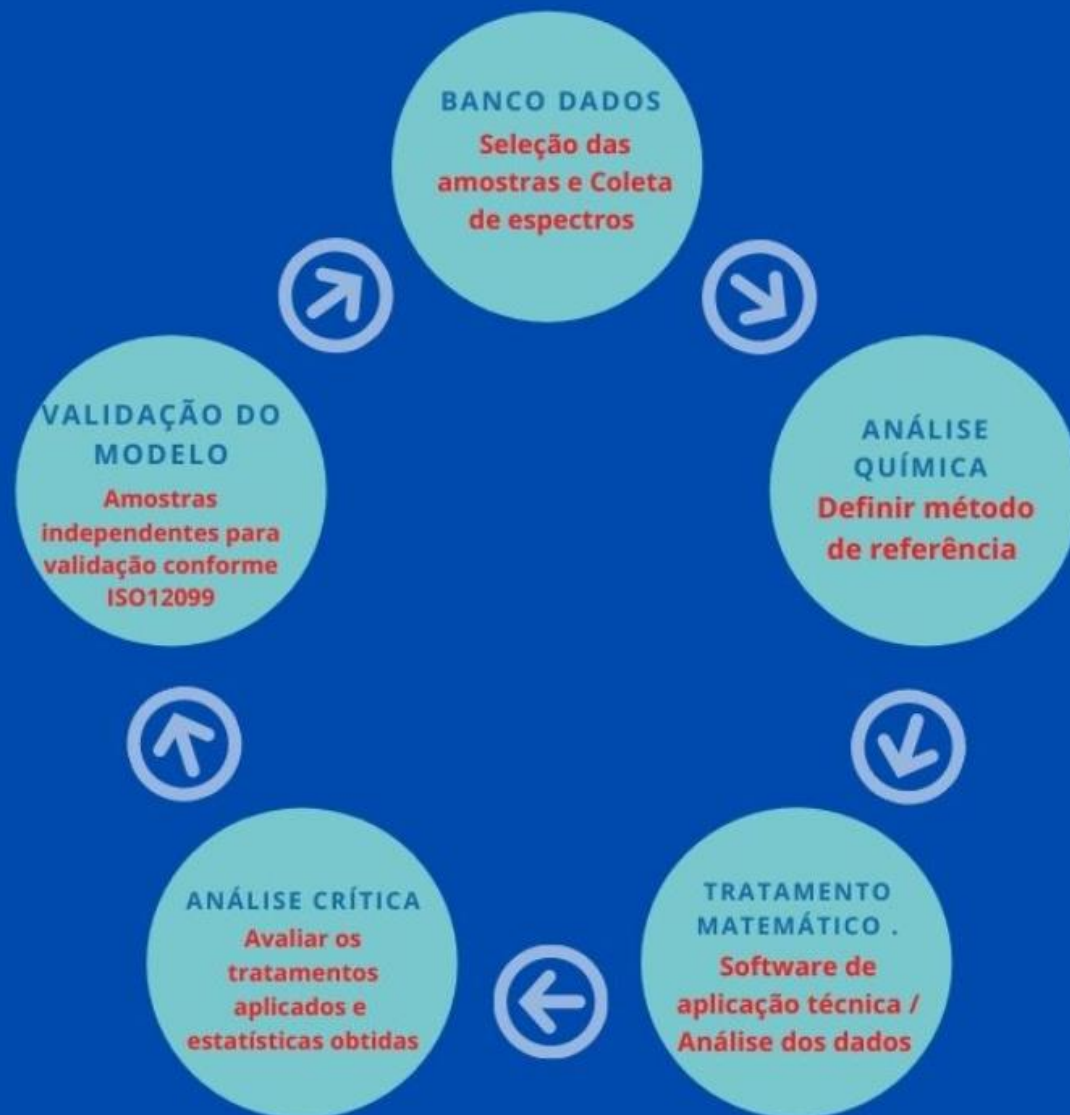 BANCO DADOS
Seleção das
amostras e Coleta
de espectros
ANÁLISE
QUÍMICA
Definir método
de referência
TRATAMENTO
MATEMÁTICO .
Software de
aplicação técnica /
Análise dos dados
ANÁLISE CRÍTICA
Avaliar os
tratamentos
aplicados e
estatísticas obtidas
VALIDAÇÃO DO
MODELO
Amostras
independentes para
validação conforme
ISO12099